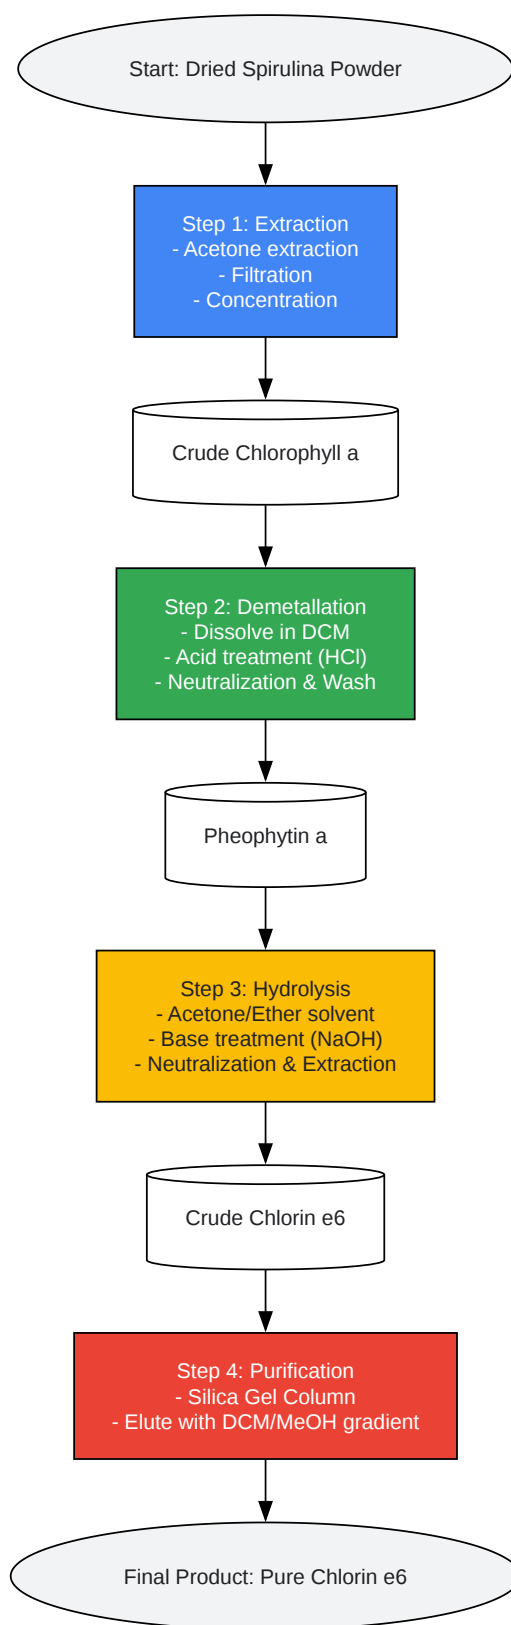 Start: Dried Spirulina Powder
Step 1: Extraction
- Acetone extraction
- Filtration
- Concentration
Crude Chlorophyll a
Step 2: Demetallation
- Dissolve in DCM
- Acid treatment (HCl)
- Neutralization & Wash
Pheophytin a
Step 3: Hydrolysis
- Acetone/Ether solvent
- Base treatment (NaOH)
- Neutralization & Extraction
Crude Chlorin e6
Step 4: Purification
- Silica Gel Column
- Elute with DCM/MeOH gradient
Final Product: Pure Chlorin e6